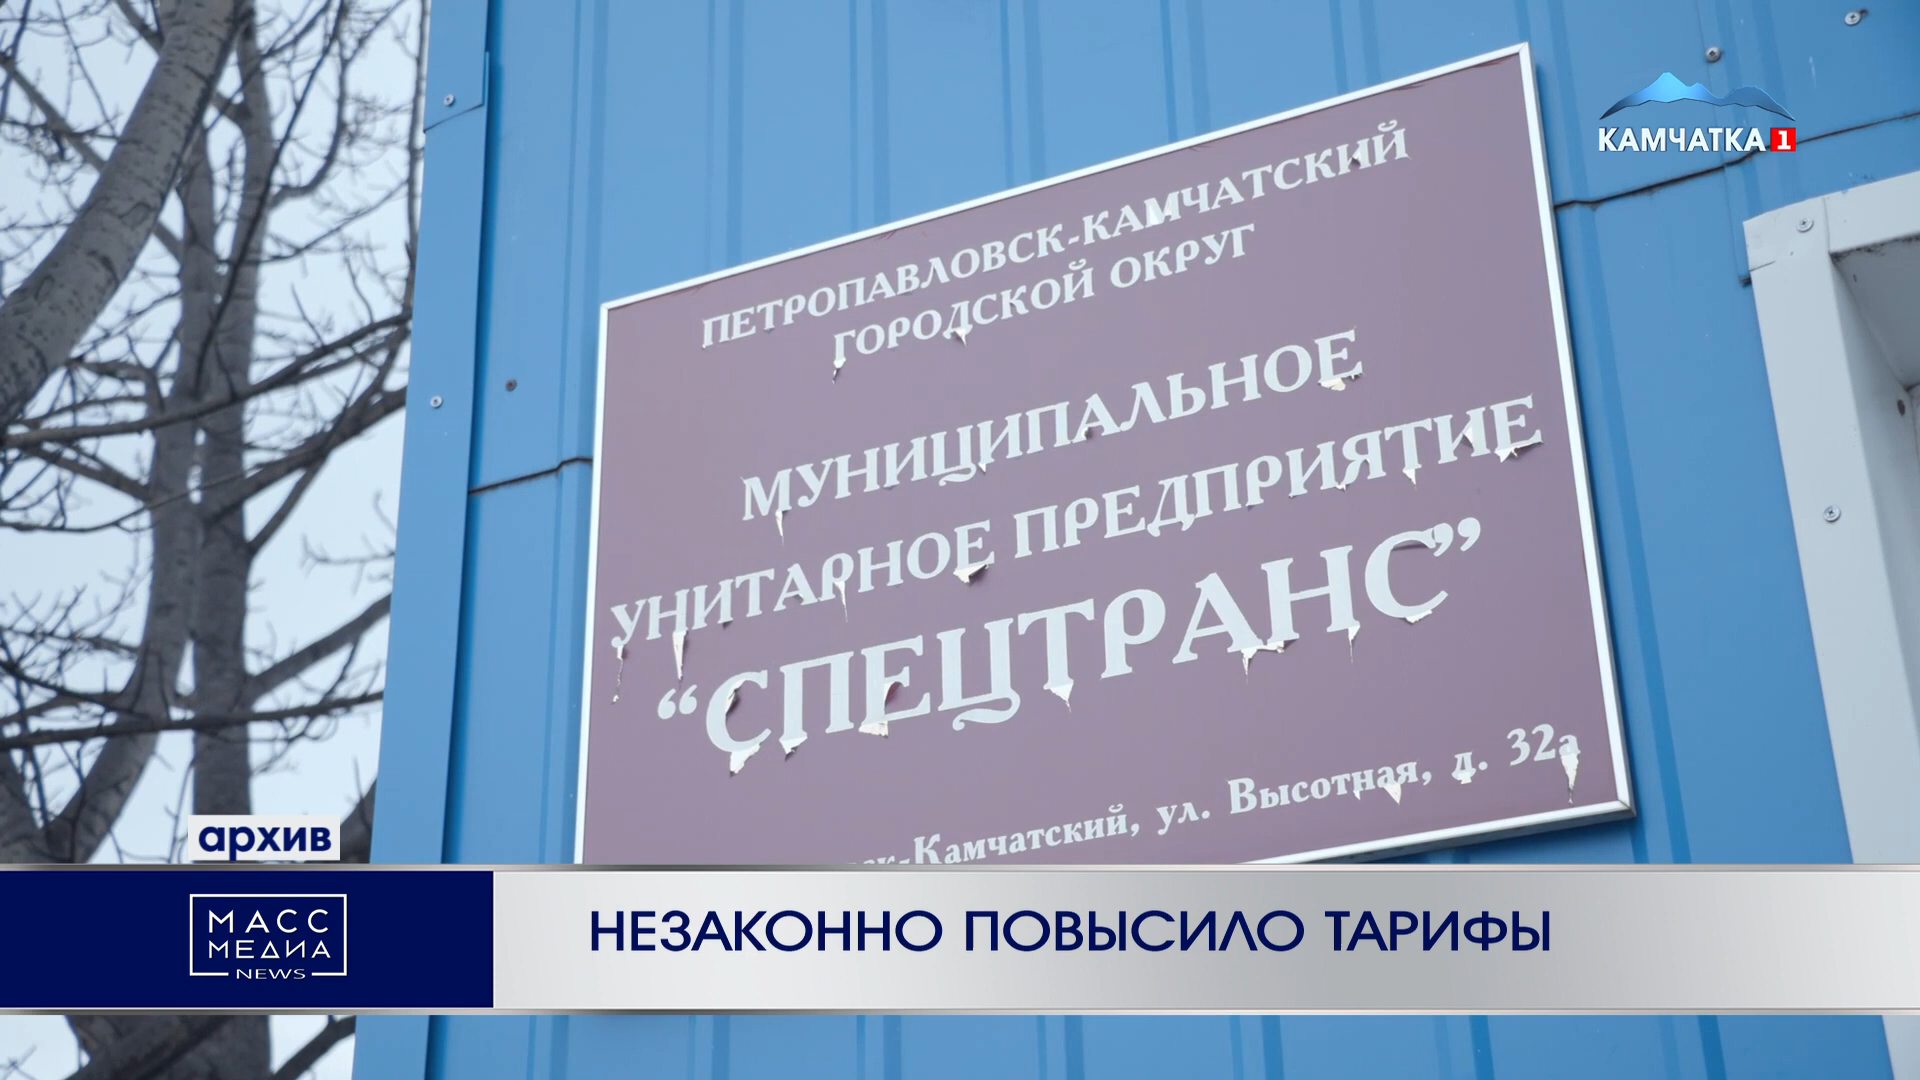 КАМЧАТКА 1
ПЕТРОПАВЛОВСК-КАМЧАТСКИЙ
ГОРОДСКОЙ ОКРУГ
МУНИЦИПАЛЬНОЕ
УНИТАРНОЕ ПРЕДПРИЯТИЕ
“СПЕЦТРАНС”
-Камчатский, ул. Высотная, д. 32а
архив
МАСС
МЕДИА
NEWS
НЕЗАКОННО ПОВЫСИЛО ТАРИФЫ